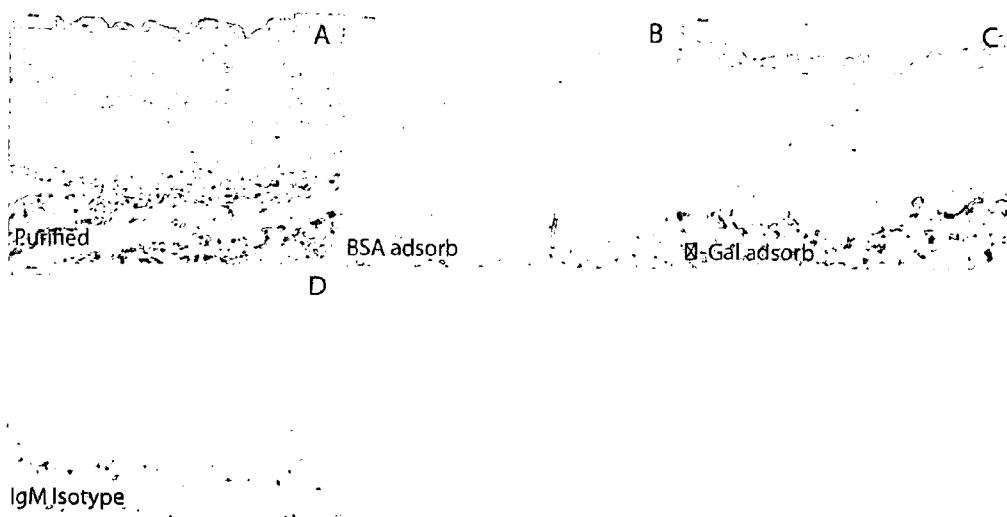 A
B
C
Purified
BSA adsorb
☒-Gal adsorb
D
IgM Isotype